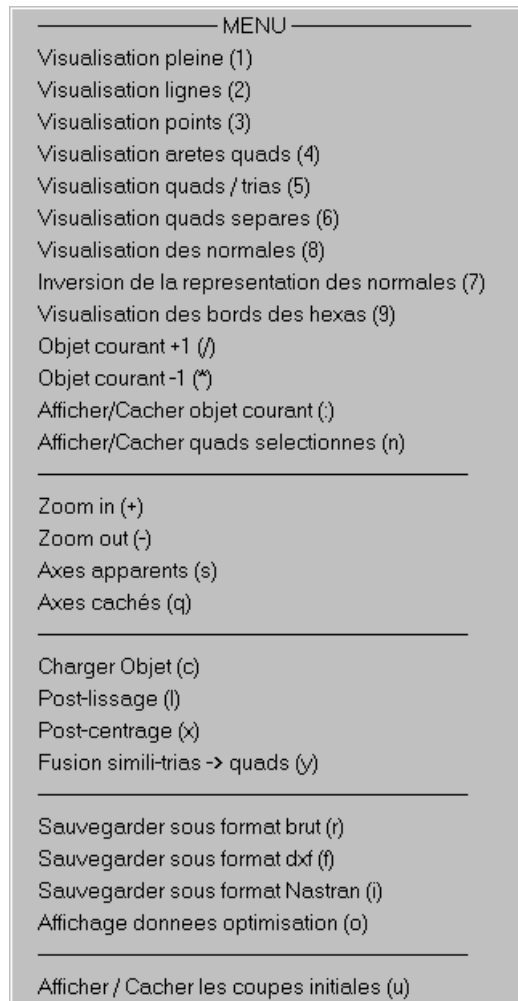 MENU
Visualisation pleine (1)
Visualisation lignes (2)
Visualisation points (3)
Visualisation aretes quads (4)
Visualisation quads / trias (5)
Visualisation quads separes (6)
Visualisation des normales (8)
Inversion de la representation des normales (7)
Visualisation des bords des hexas (9)
Objet courant +1 (/)
Objet courant -1 (*)
Afficher/Cacher objet courant (:)
Afficher/Cacher quads selectionnes (n)
Zoom in (+)
Zoom out (-)
Axes apparents (s)
Axes cachés (q)
Charger Objet (c)
Post-lissage (l)
Post-centrage (x)
Fusion simili-trias -> quads (y)
Sauvegarder sous format brut (r)
Sauvegarder sous format dxf (f)
Sauvegarder sous format Nastran (i)
Affichage donnees optimisation (o)
Afficher / Cacher les coupes initiales (u)